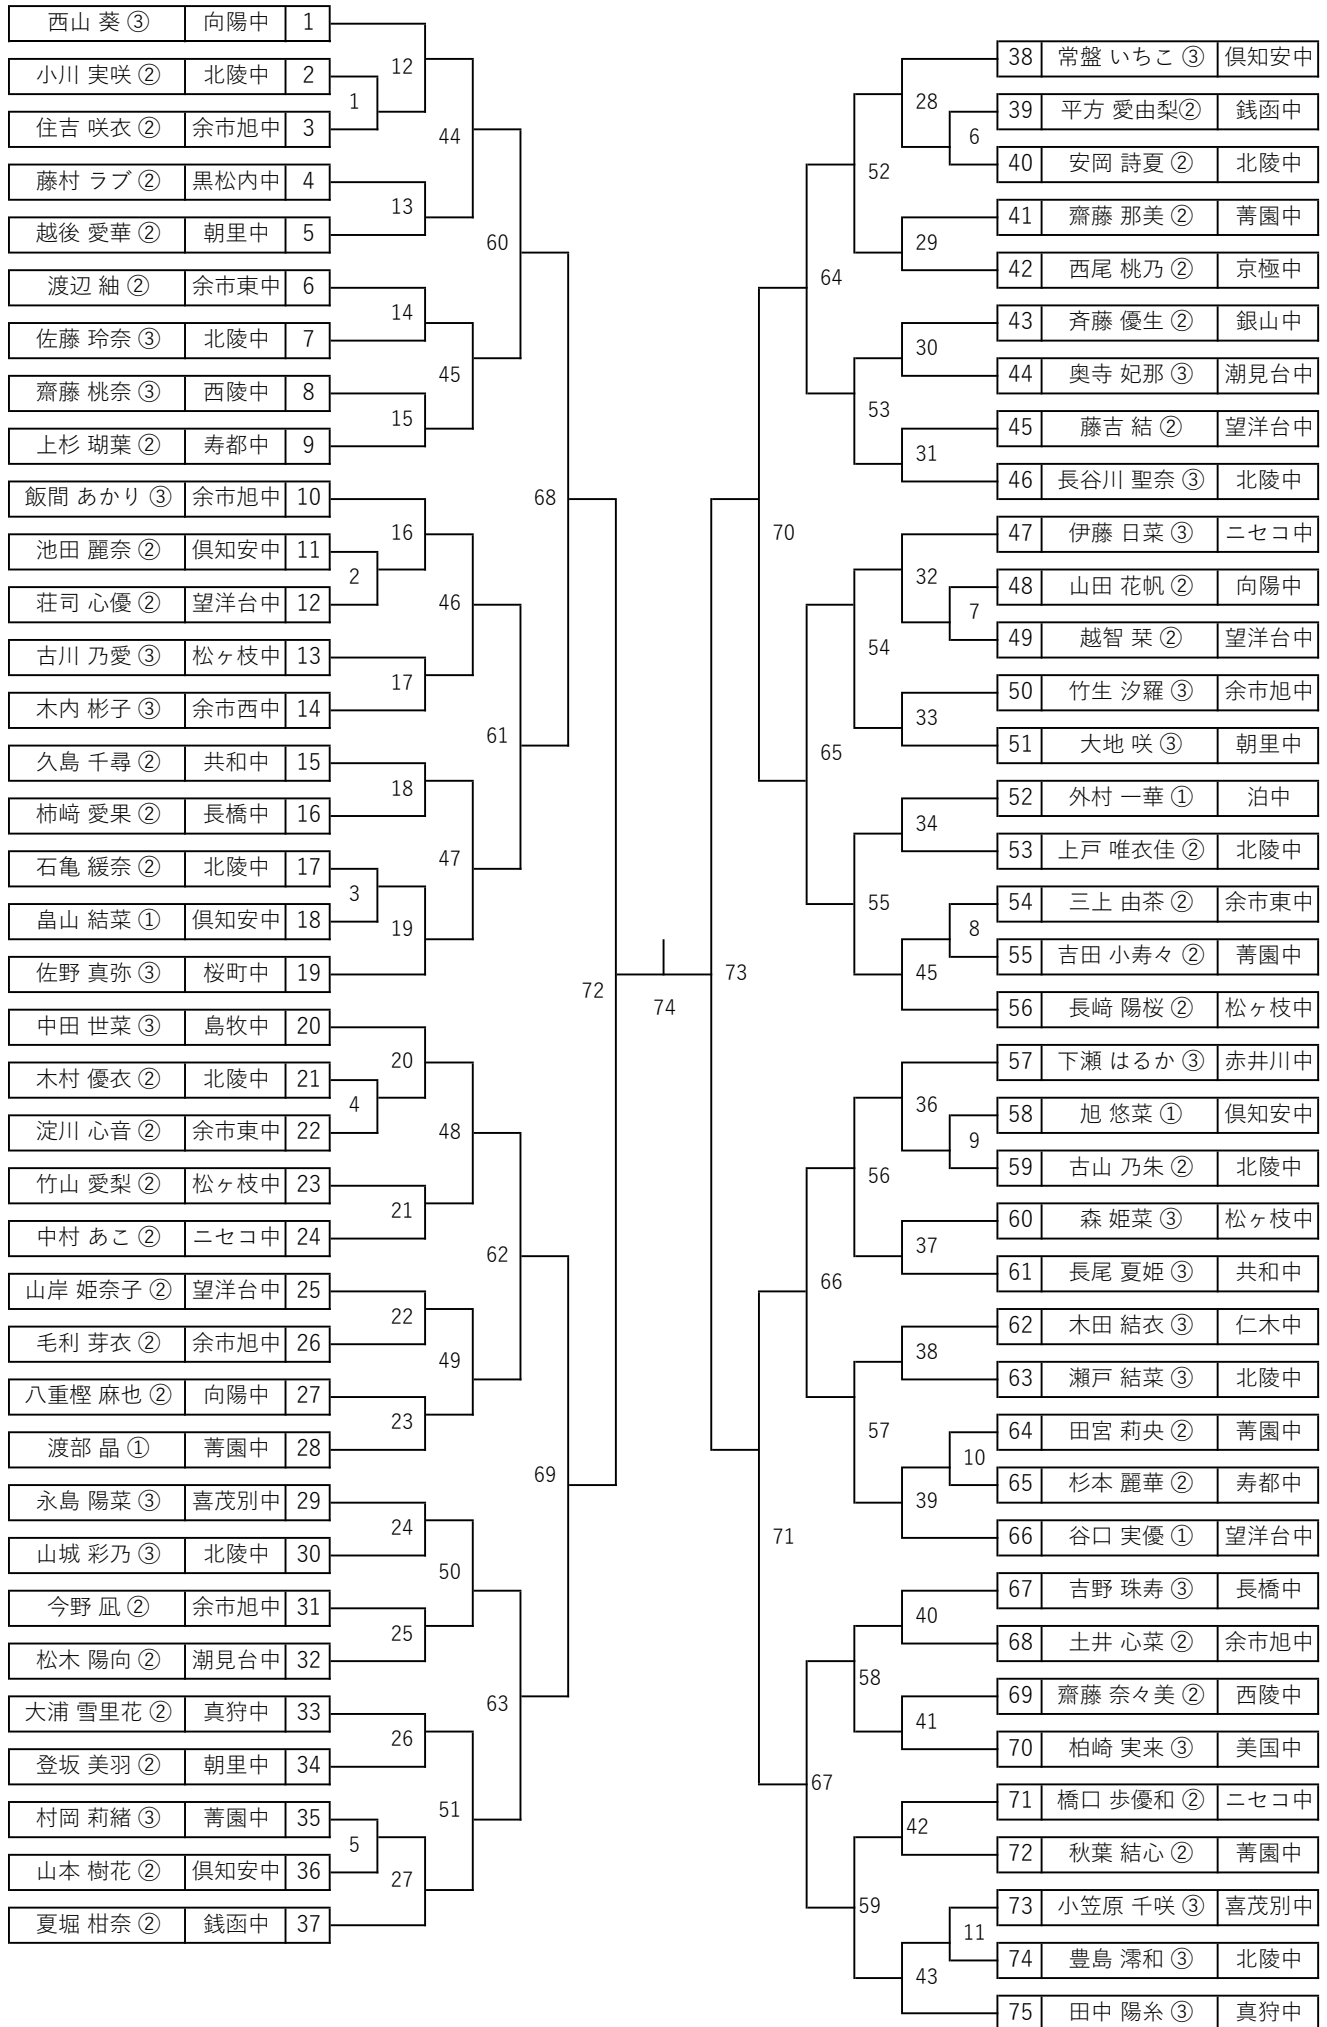 西山 葵 ③ 向陽中 1
小川 実咲 ② 北陵中 2
住吉 咲衣 ② 余市旭中 3
藤村 ラブ ② 黒松内中 4
越後 愛華 ② 朝里中 5
渡辺 紬 ② 余市東中 6
佐藤 玲奈 ③ 北陵中 7
齋藤 桃奈 ③ 西陵中 8
上杉 瑚葉 ② 寿都中 9
飯間 あかり ③ 余市旭中 10
池田 麗奈 ② 倶知安中 11
荘司 心優 ② 望洋台中 12
古川 乃愛 ③ 松ヶ枝中 13
木内 彬子 ③ 余市西中 14
久島 千尋 ② 共和中 15
柿﨑 愛果 ② 長橋中 16
石亀 緩奈 ② 北陵中 17
畠山 結菜 ① 倶知安中 18
佐野 真弥 ③ 桜町中 19
中田 世菜 ③ 島牧中 20
木村 優衣 ② 北陵中 21
淀川 心音 ② 余市東中 22
竹山 愛梨 ② 松ヶ枝中 23
中村 あこ ② ニセコ中 24
山岸 姫奈子 ② 望洋台中 25
毛利 芽衣 ② 余市旭中 26
八重樫 麻也 ② 向陽中 27
渡部 晶 ① 菁園中 28
永島 陽菜 ③ 喜茂別中 29
山城 彩乃 ③ 北陵中 30
今野 凪 ② 余市旭中 31
松木 陽向 ② 潮見台中 32
大浦 雪里花 ② 真狩中 33
登坂 美羽 ② 朝里中 34
村岡 莉緒 ③ 菁園中 35
山本 樹花 ② 倶知安中 36
夏堀 柑奈 ② 銭函中 37
1
2
3
4
5
12
13
14
15
16
17
18
19
20
21
22
23
24
25
26
27
44
45
46
47
48
49
50
51
60
61
62
63
68
69
72
74
73
70
71
64
65
66
67
52
53
54
55
56
57
58
59
28
29
30
31
32
33
34
45
36
37
38
39
40
41
42
43
6
7
8
9
10
11
38 常盤 いちこ ③ 倶知安中
39 平方 愛由梨② 銭函中
40 安岡 詩夏 ② 北陵中
41 齋藤 那美 ② 菁園中
42 西尾 桃乃 ② 京極中
43 斉藤 優生 ② 銀山中
44 奥寺 妃那 ③ 潮見台中
45 藤吉 結 ② 望洋台中
46 長谷川 聖奈 ③ 北陵中
47 伊藤 日菜 ③ ニセコ中
48 山田 花帆 ② 向陽中
49 越智 栞 ② 望洋台中
50 竹生 汐羅 ③ 余市旭中
51 大地 咲 ③ 朝里中
52 外村 一華 ① 泊中
53 上戸 唯衣佳 ② 北陵中
54 三上 由茶 ② 余市東中
55 吉田 小寿々 ② 菁園中
56 長﨑 陽桜 ② 松ヶ枝中
57 下瀬 はるか ③ 赤井川中
58 旭 悠菜 ① 倶知安中
59 古山 乃朱 ② 北陵中
60 森 姫菜 ③ 松ヶ枝中
61 長尾 夏姫 ③ 共和中
62 木田 結衣 ③ 仁木中
63 瀬戸 結菜 ③ 北陵中
64 田宮 莉央 ② 菁園中
65 杉本 麗華 ② 寿都中
66 谷口 実優 ① 望洋台中
67 吉野 珠寿 ③ 長橋中
68 土井 心菜 ② 余市旭中
69 齋藤 奈々美 ② 西陵中
70 柏崎 実来 ③ 美国中
71 橋口 歩優和 ② ニセコ中
72 秋葉 結心 ② 菁園中
73 小笠原 千咲 ③ 喜茂別中
74 豊島 澪和 ③ 北陵中
75 田中 陽糸 ③ 真狩中